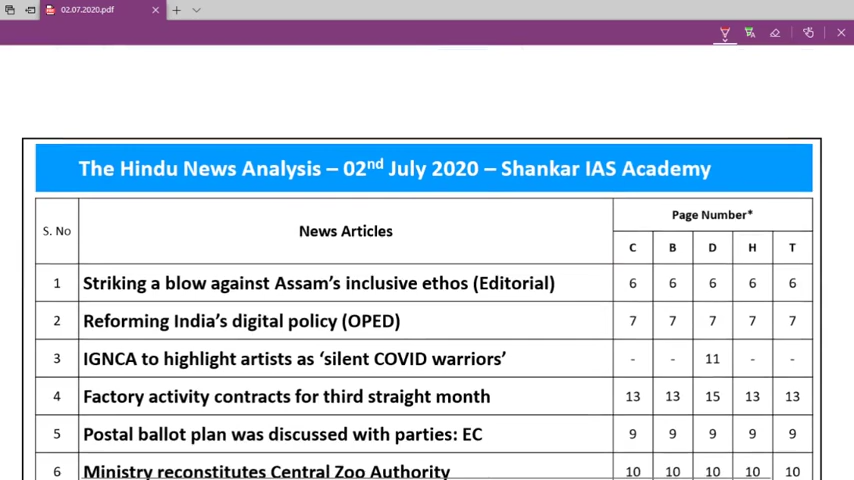 02.07.2020.pdf
The Hindu News Analysis – 02nd July 2020 – Shankar IAS Academy
S. No News Articles Page Number*
C B D H T
1 Striking a blow against Assam's inclusive ethos (Editorial) 6 6 6 6 6
2 Reforming India's digital policy (OPED) 7 7 7 7 7
3 IGNCA to highlight artists as ‘silent COVID warriors’ - - 11 - -
4 Factory activity contracts for third straight month 13 13 15 13 13
5 Postal ballot plan was discussed with parties: EC 9 9 9 9 9
6 Ministry reconstitutes Central Zoo Authority 10 10 10 10 10